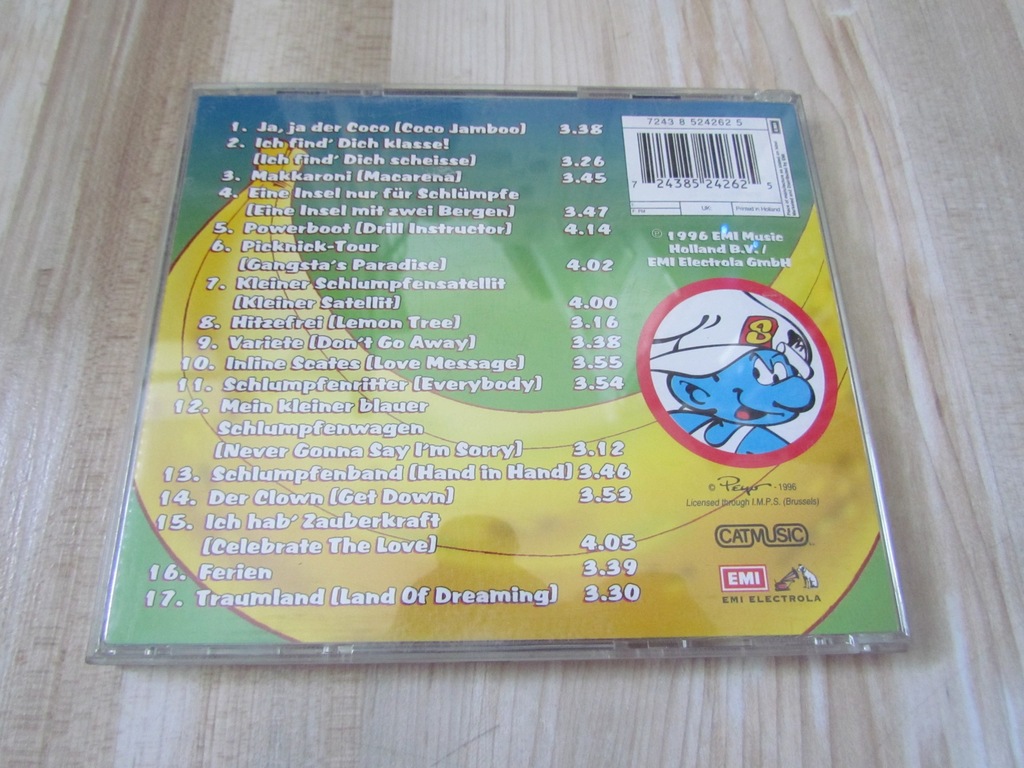 1. Ja, ja der Coco (Coco Jamboo) 3.38
2. Ich find' Dich klasse!
(Ich find' Dich scheisse) 3.26
3. Makkaroni (Macarena) 3.45
4. Eine Insel nur für Schlümpfe
(Eine Insel mit zwei Bergen) 3.47
5. Powerboot (Drill Instructor) 4.14
6. Picknick-Tour
(Gangsta's Paradise) 4.02
7. Kleiner Schlumpfensatellit
(Kleiner Satellit) 4.00
8. Hitzefrei (Lemon Tree) 3.16
9. Variete (Don't Go Away) 3.38
10. Inline Scates (Love Message) 3.55
11. Schlumpfenritter (Everybody) 3.54
12. Mein kleiner blauer
Schlumpfenwagen
(Never Gonna Say I'm Sorry) 3.12
13. Schlumpfenband (Hand in Hand) 3.46
14. Der Clown (Get Down) 3.53
15. Ich hab' Zauberkraft
(Celebrate The Love) 4.05
16. Ferien 3.39
17. Traumland (Land Of Dreaming) 3.30
7243 8 524262 5
7 24385 24262 5
UK: Printed in Holland
EMI
℗ 1996 EMI Music
Holland B.V. /
EMI Electrola GmbH
8
© Peyo - 1996
Licensed through I.M.P.S. (Brussels)
CATMUSIC
EMI
EMI ELECTROLA